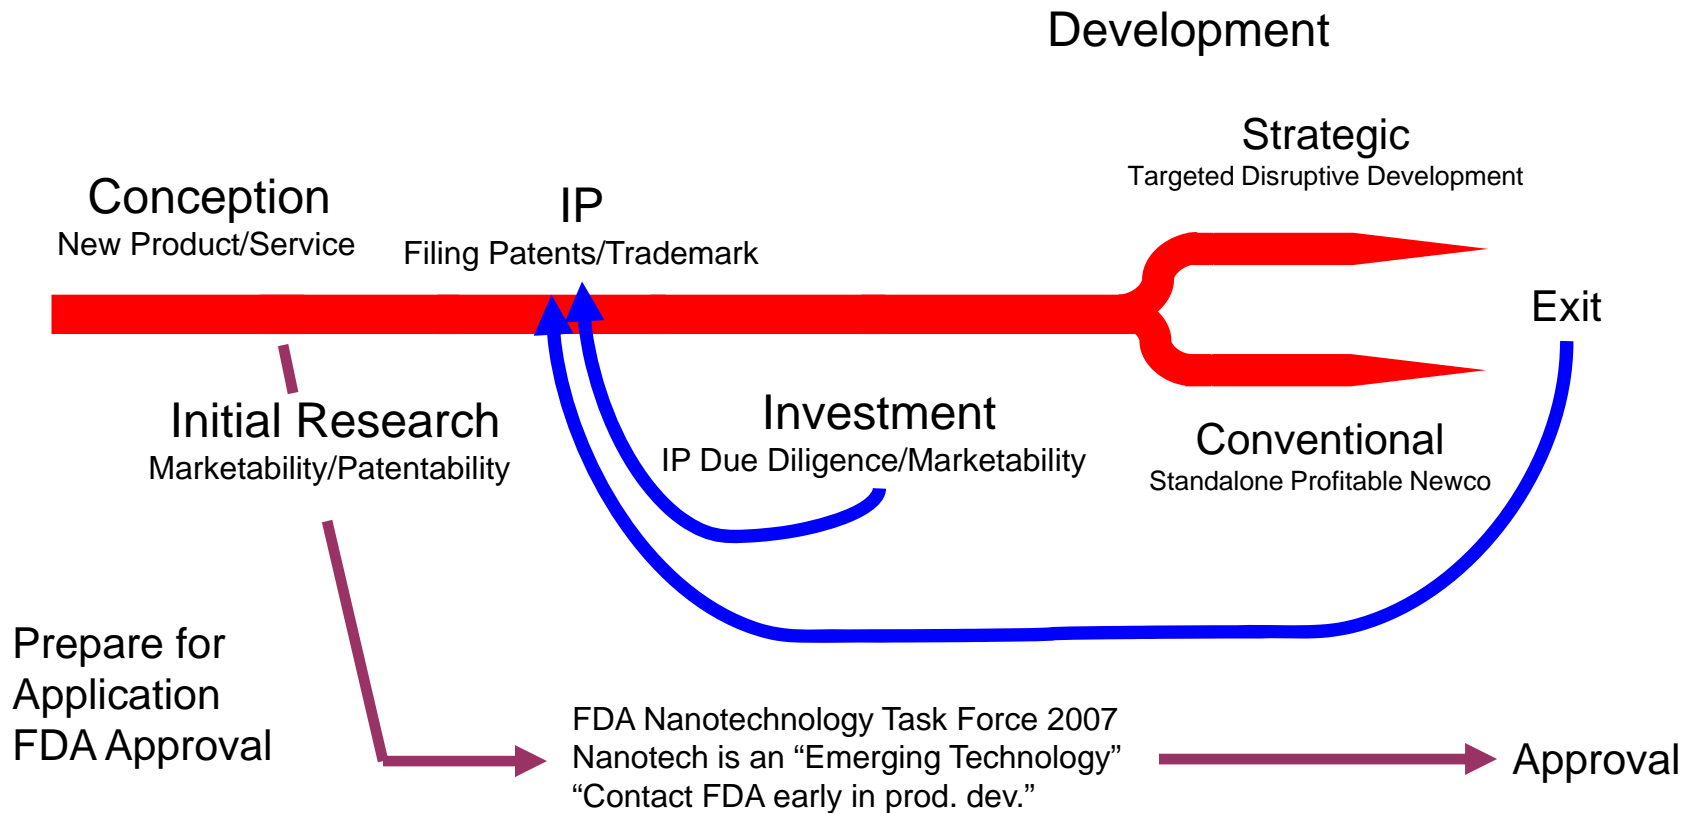 Development
Strategic
Targeted Disruptive Development
Conception
New Product/Service
IP
Filing Patents/Trademark
Exit
Initial Research
Marketability/Patentability
Investment
IP Due Diligence/Marketability
Conventional
Standalone Profitable Newco
Prepare for
Application
FDA Approval
FDA Nanotechnology Task Force 2007
Nanotech is an “Emerging Technology”
“Contact FDA early in prod. dev.”
Approval